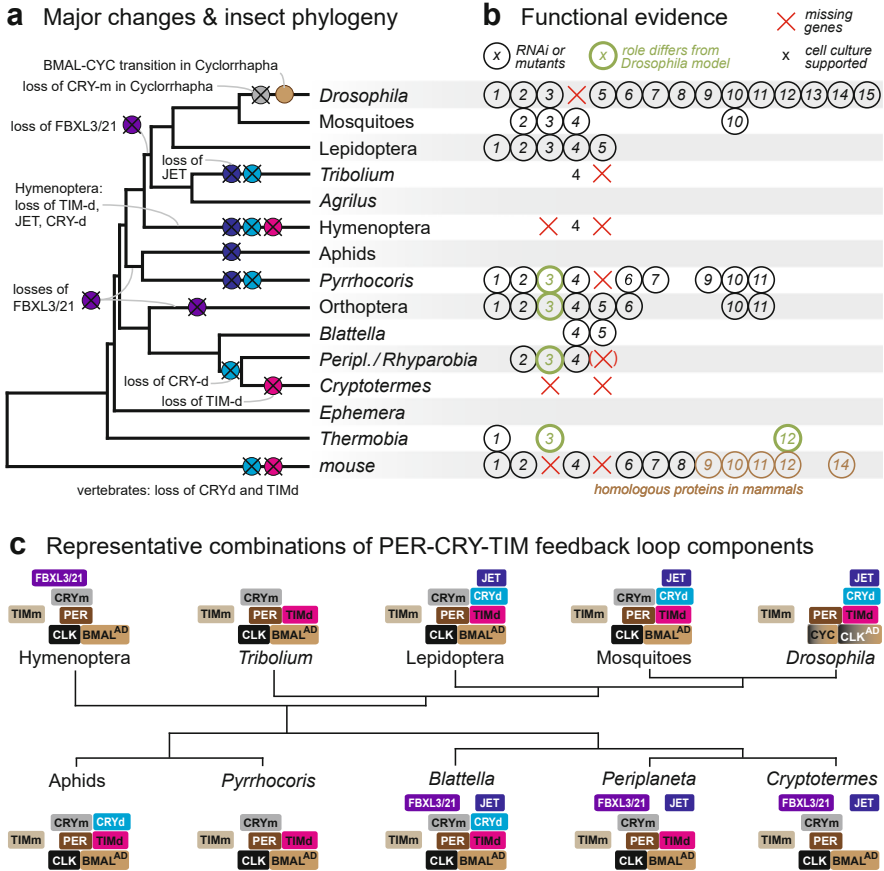 a Major changes & insect phylogeny
b Functional evidence
missing
genes
x RNAi or
mutants
x role differs from
Drosophila model
x cell culture
supported
BMAL-CYC transition in Cyclorrhapha
loss of CRY-m in Cyclorrhapha
loss of FBXL3/21
loss of
JET
Hymenoptera:
loss of TIM-d,
JET, CRY-d
losses of
FBXL3/21
loss of CRY-d
loss of TIM-d
vertebrates: loss of CRYd and TIMd
Drosophila 1 2 3 5 6 7 8 9 10 11 12 13 14 15
Mosquitoes 2 3 4 10
Lepidoptera 1 2 3 4 5
Tribolium 4
Agrilus
Hymenoptera 4
Aphids
Pyrrhocoris 1 2 3 4 6 7 9 10 11
Orthoptera 1 2 3 4 5 6 10 11
Blattella 4 5
Peripl./Rhyparobia 2 3 4 ( )
Cryptotermes
Ephemera
Thermobia 1 3 12
mouse 1 2 4 6 7 8 9 10 11 12 14
homologous proteins in mammals
c Representative combinations of PER-CRY-TIM feedback loop components
FBXL3/21
CRYm
TIMm PER
CLK BMAL AD
Hymenoptera
CRYm
TIMm PER TIMd
CLK BMAL AD
Tribolium
JET
CRYm CRYd
TIMm PER TIMd
CLK BMAL AD
Lepidoptera
JET
CRYm CRYd
TIMm PER TIMd
CLK BMAL AD
Mosquitoes
JET
CRYd
TIMm PER TIMd
CYC CLK AD
Drosophila
Aphids
CRYm CRYd
TIMm PER TIMd
CLK BMAL AD
Pyrrhocoris
CRYm
TIMm PER TIMd
CLK BMAL AD
Blattella
FBXL3/21 JET
CRYm CRYd
TIMm PER TIMd
CLK BMAL AD
Periplaneta
FBXL3/21 JET
CRYm
TIMm PER TIMd
CLK BMAL AD
Cryptotermes
FBXL3/21 JET
CRYm
TIMm PER
CLK BMAL AD